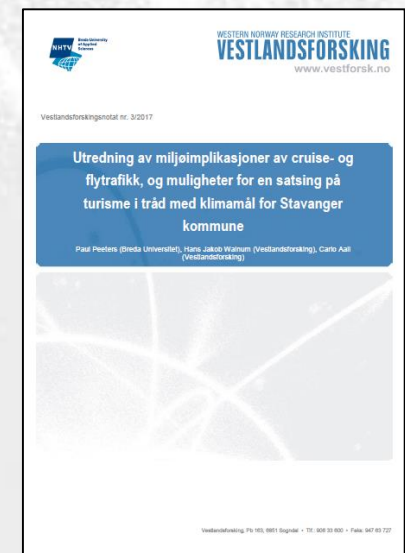 NHTV
Breda University
of Applied
Sciences
WESTERN NORWAY RESEARCH INSTITUTE
VESTLANDSFORSKING
www.vestforsk.no
Vestlandsforskingsnotat nr. 3/2017
Utredning av miljøimplikasjoner av cruise- og
flytrafikk, og muligheter for en satsing på
turisme i tråd med klimamål for Stavanger
kommune
Paul Peeters (Breda Universitet), Hans Jakob Walnum (Vestlandsforsking), Carlo Aall
(Vestlandsforsking)
Vestlandsforsking, Pb 163, 6851 Sogndal • Tlf.: 906 33 600 • Faks: 947 63 727